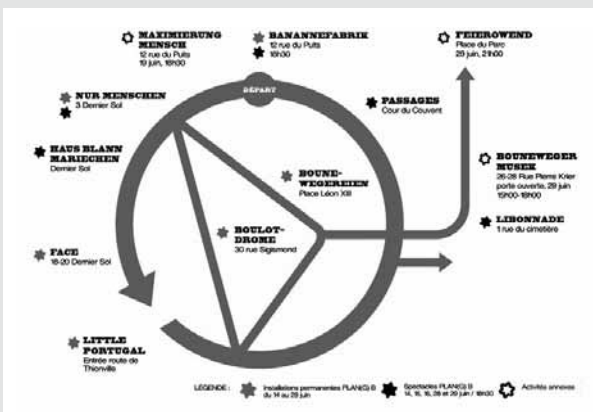 MAXIMIERUNG
MENSCH
12 rue du Puits
19 juin, 18h30
BANANNEFABRIK
12 rue du Puits
18h30
FEIEROWEND
Place du Parc
29 juin, 21h00
DÉPART
NUR MENSCHEN
3 Dernier Sol
PASSAGES
Cour du Couvent
HAUS BLANN
MARIECHEN
Dernier Sol
BOUNE-
WEGEREIEN
Place Léon XIII
BOUNEWEGER
MUSEK
26-28 Rue Pierre Krier
porte ouverte, 29 juin
15h00-18h00
BOULOT-
DROME
30 rue Sigismond
LIBONNADE
1 rue du cimetière
FACE
18-20 Dernier Sol
LITTLE
PORTUGAL
Entrée route de
Thionville
LÉGENDE :
Installations permanentes PLAN(G) B
du 14 au 29 juin
Spectacles PLAN(G) B
14, 15, 16, 28 et 29 juin / 18h30
Activités annexes